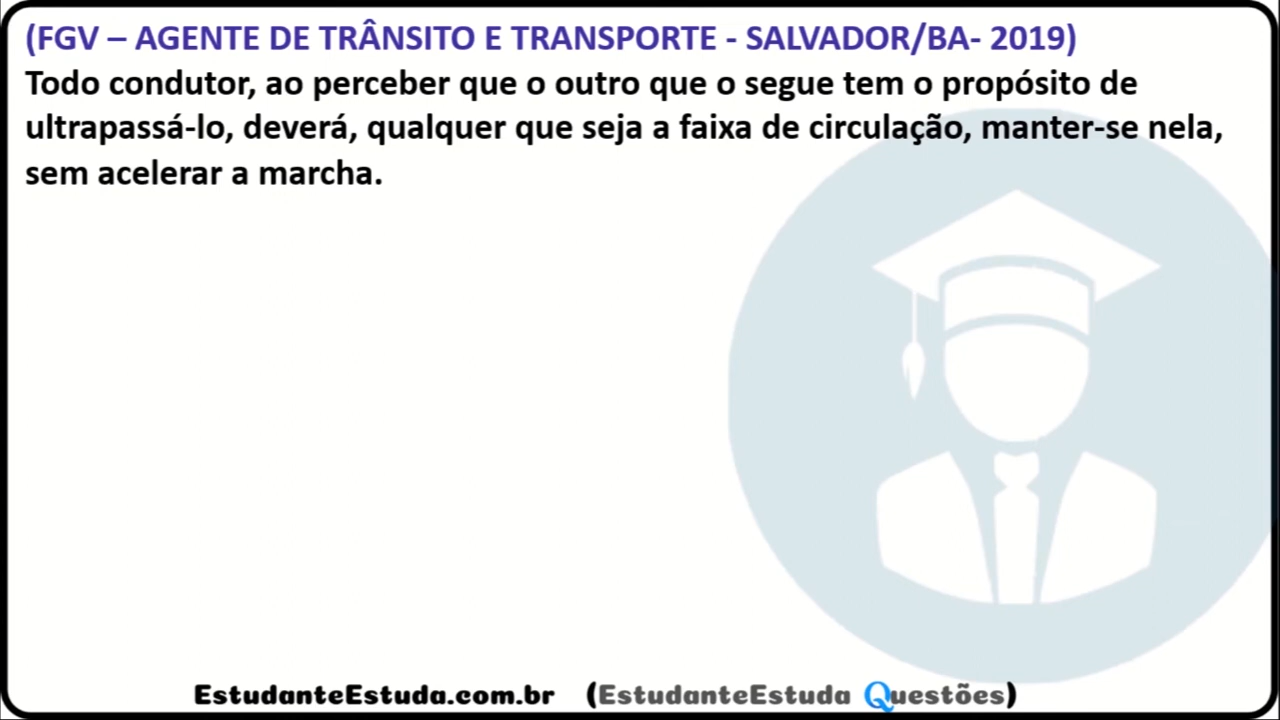 (FGV – AGENTE DE TRÂNSITO E TRANSPORTE - SALVADOR/BA- 2019)
Todo condutor, ao perceber que o outro que o segue tem o propósito de
ultrapassá-lo, deverá, qualquer que seja a faixa de circulação, manter-se nela,
sem acelerar a marcha.
EstudanteEstuda.com.br (EstudanteEstuda Questões)